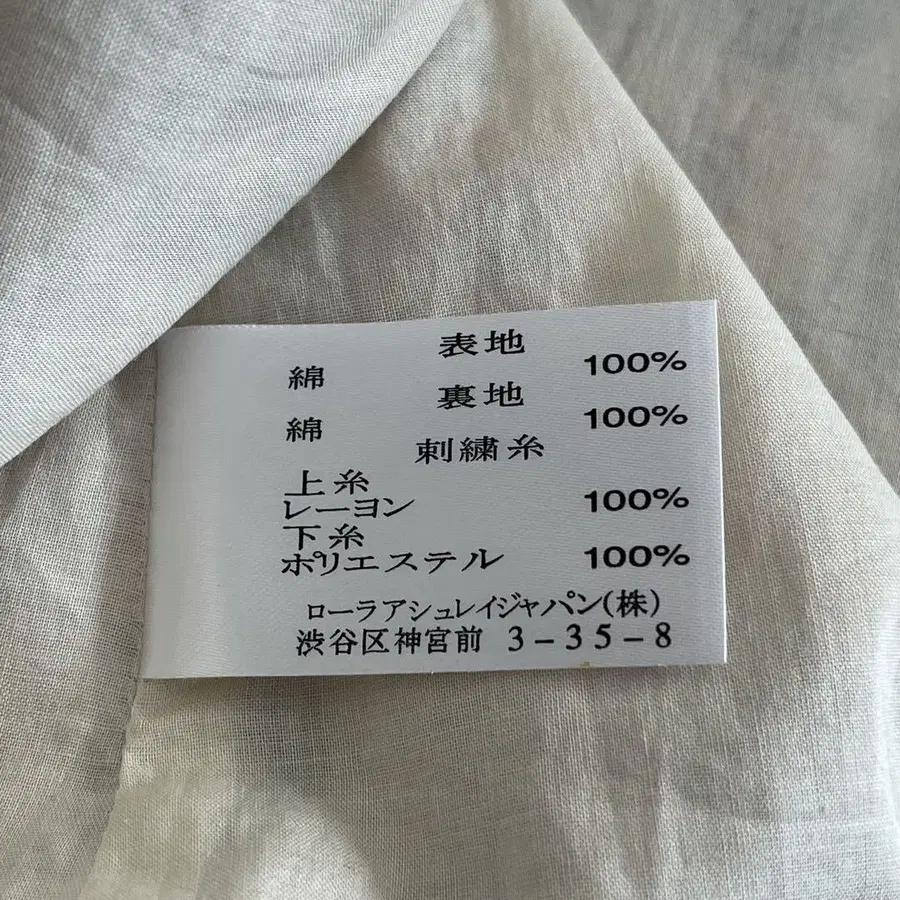 表地
綿 100%
裏地
綿 100%
刺繍糸
上糸
レーヨン 100%
下糸
ポリエステル 100%
ローラアシュレイジャパン(株)
渋谷区神宮前 3-35-8